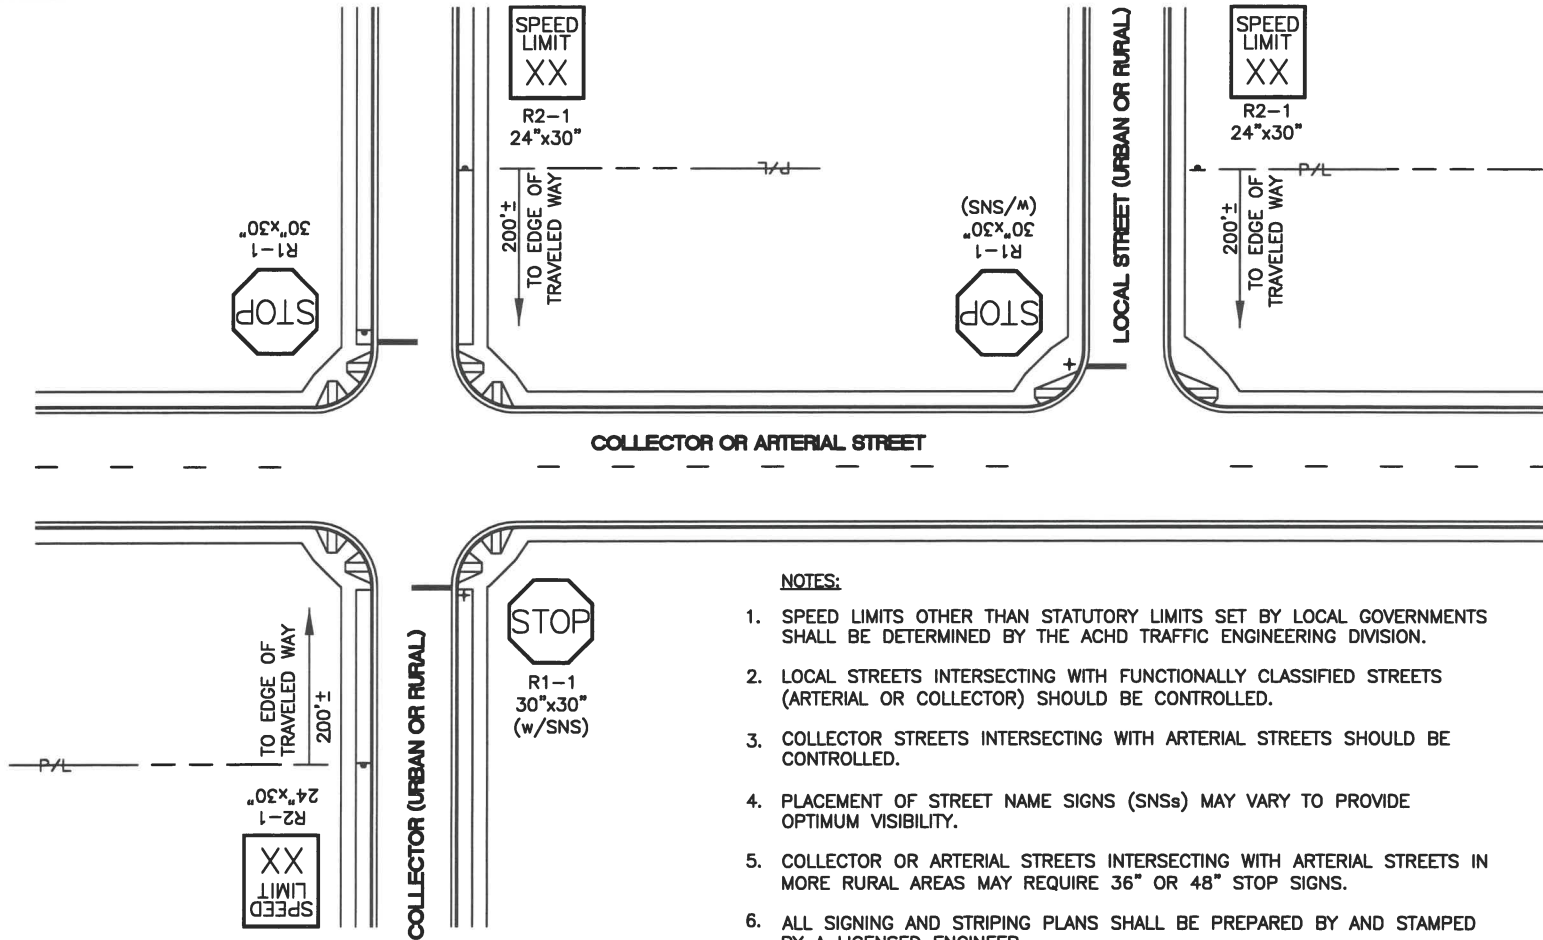 SPEED
LIMIT
XX
R2-1
24"x30"
SPEED
LIMIT
XX
R2-1
24"x30"
P/L
P/L
200'±
TO EDGE OF
TRAVELED WAY
200'±
TO EDGE OF
TRAVELED WAY
STOP
R1-1
30"x30"
STOP
R1-1
30"x30"
(w/SNS)
LOCAL STREET (URBAN OR RURAL)
COLLECTOR OR ARTERIAL STREET
STOP
R1-1
30"x30"
(w/SNS)
TO EDGE OF
TRAVELED WAY
200'±
P/L
SPEED
LIMIT
XX
R2-1
24"x30"
COLLECTOR (URBAN OR RURAL)
NOTES:
1. SPEED LIMITS OTHER THAN STATUTORY LIMITS SET BY LOCAL GOVERNMENTS
SHALL BE DETERMINED BY THE ACHD TRAFFIC ENGINEERING DIVISION.
2. LOCAL STREETS INTERSECTING WITH FUNCTIONALLY CLASSIFIED STREETS
(ARTERIAL OR COLLECTOR) SHOULD BE CONTROLLED.
3. COLLECTOR STREETS INTERSECTING WITH ARTERIAL STREETS SHOULD BE
CONTROLLED.
4. PLACEMENT OF STREET NAME SIGNS (SNSs) MAY VARY TO PROVIDE
OPTIMUM VISIBILITY.
5. COLLECTOR OR ARTERIAL STREETS INTERSECTING WITH ARTERIAL STREETS IN
MORE RURAL AREAS MAY REQUIRE 36" OR 48" STOP SIGNS.
6. ALL SIGNING AND STRIPING PLANS SHALL BE PREPARED BY AND STAMPED
BY A LICENSED ENGINEER